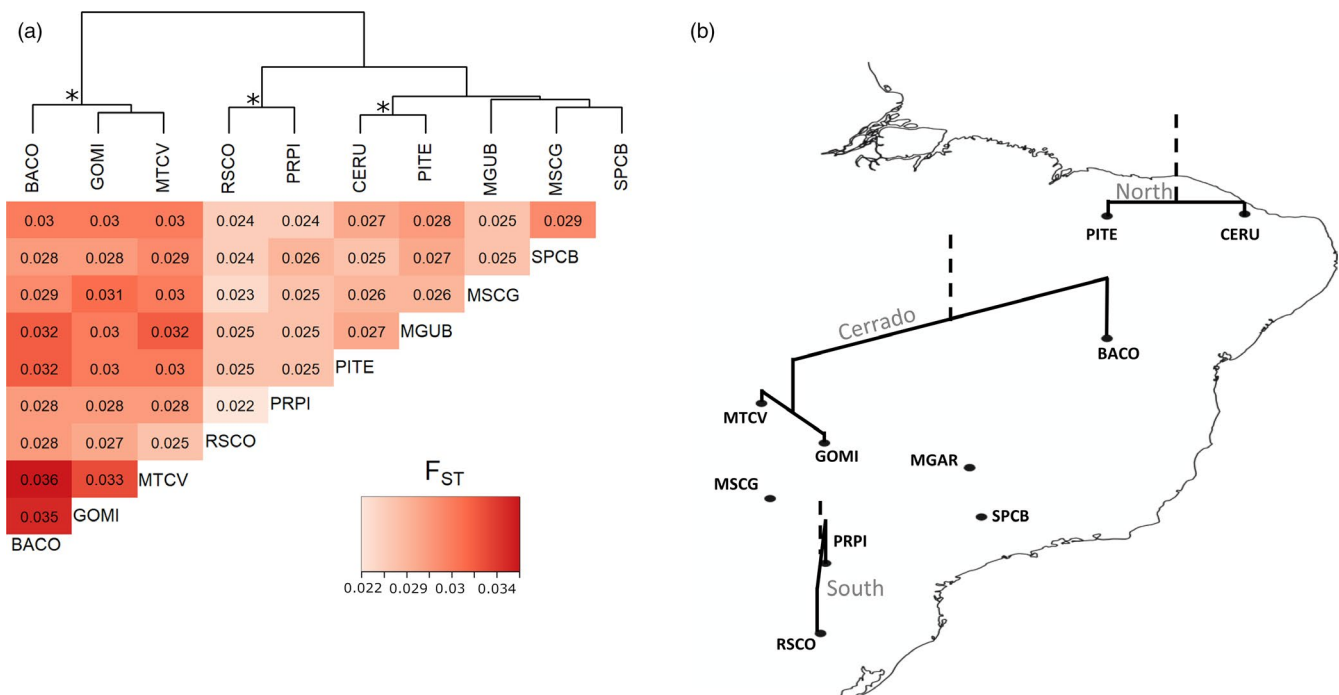 (a)
BACO GOMI MTCV RSCO PRPI CERU PITE MGUB MSCG SPCB
0.03 0.03 0.03 0.024 0.024 0.027 0.028 0.025 0.029
0.028 0.028 0.029 0.024 0.026 0.025 0.027 0.025 SPCB
0.029 0.031 0.03 0.023 0.025 0.026 0.026 MSCG
0.032 0.03 0.032 0.025 0.025 0.027 MGUB
0.032 0.03 0.03 0.025 0.025 PITE
0.028 0.028 0.028 0.022 PRPI
0.028 0.027 0.025 RSCO
0.036 0.033 MTCV
0.035 GOMI
BACO
FST
0.022 0.029 0.03 0.034
(b)
North
PITE CERU
Cerrado
BACO
MTCV
GOMI
MGAR
MSCG
SPCB
PRPI
South
RSCO